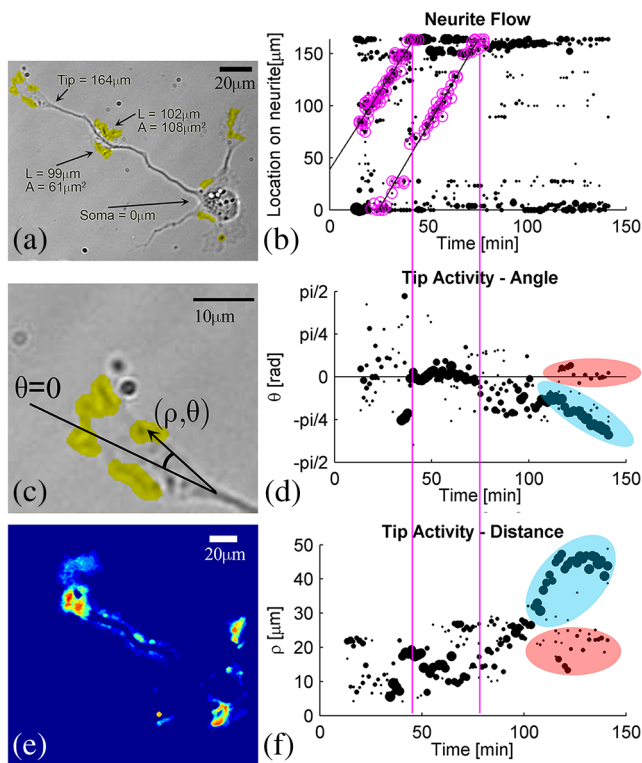 (a)
20μm
Tip = 164μm
L = 102μm
A = 108μm²
L = 99μm
A = 61μm²
Soma = 0μm
(b)
Neurite Flow
Location on neurite[μm]
150
100
50
0
0 50 100 150
Time [min]
(c)
10μm
θ=0
(ρ,θ)
(d)
Tip Activity - Angle
θ [rad]
pi/2
pi/4
0
-pi/4
-pi/2
0 50 100 150
Time [min]
(e)
20μm
(f)
Tip Activity - Distance
ρ [μm]
50
40
30
20
10
0
0 50 100 150
Time [min]